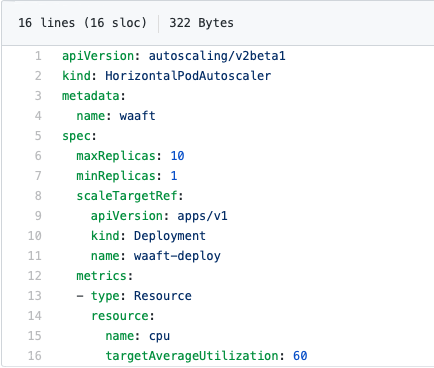 16 lines (16 sloc) 322 Bytes
1 apiVersion: autoscaling/v2beta1
2 kind: HorizontalPodAutoscaler
3 metadata:
4   name: waaft
5 spec:
6   maxReplicas: 10
7   minReplicas: 1
8   scaleTargetRef:
9     apiVersion: apps/v1
10     kind: Deployment
11     name: waaft-deploy
12   metrics:
13   - type: Resource
14     resource:
15       name: cpu
16       targetAverageUtilization: 60